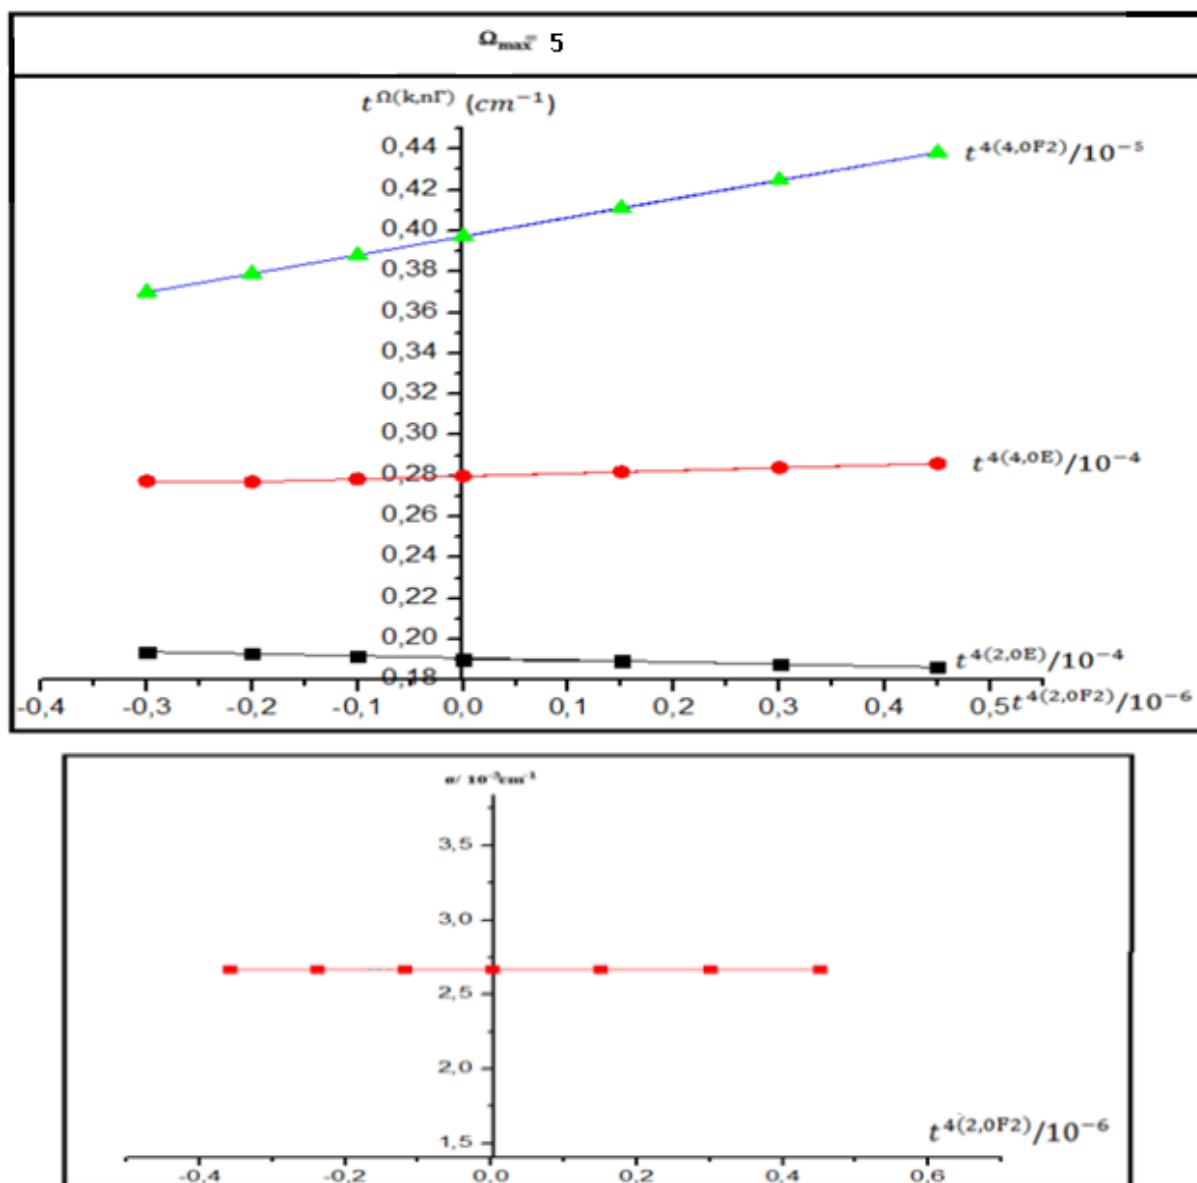 Ω_max= 5
t^Ω(k,nΓ) (cm⁻¹)
0,44
t^4(4,0F2)/10⁻⁵
0,42
0,40
0,38
0,36
0,34
0,32
0,30
0,28
t^4(4,0E)/10⁻⁴
0,26
0,24
0,22
0,20
t^4(2,0E)/10⁻⁴
0,18
-0,4 -0,3 -0,2 -0,1 0,0 0,1 0,2 0,3 0,4 0,5 t^4(2,0F2)/10⁻⁶
σ/ 10⁻³cm⁻¹
3,5
3,0
2,5
2,0
t^4(2,0F2)/10⁻⁶
1,5
-0,4 -0,2 0,0 0,2 0,4 0,6